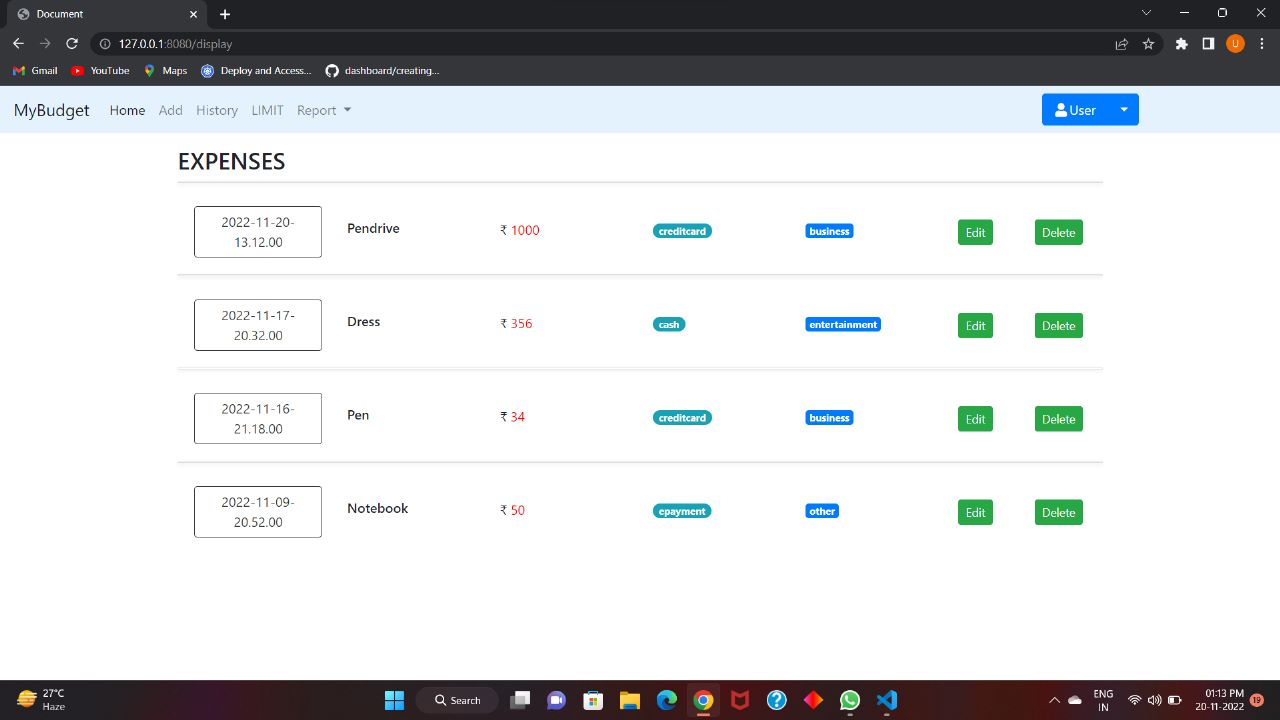 Document
127.0.0.1:8080/display
U
Gmail YouTube Maps Deploy and Access... dashboard/creating...
MyBudget Home Add History LIMIT Report User
EXPENSES
2022-11-20-
13.12.00
Pendrive ₹ 1000 creditcard business Edit Delete
2022-11-17-
20.32.00
Dress ₹ 356 cash entertainment Edit Delete
2022-11-16-
21.18.00
Pen ₹ 34 creditcard business Edit Delete
2022-11-09-
20.52.00
Notebook ₹ 50 epayment other Edit Delete
27°C
Haze
Search
ENG
IN
01:13 PM
20-11-2022
19